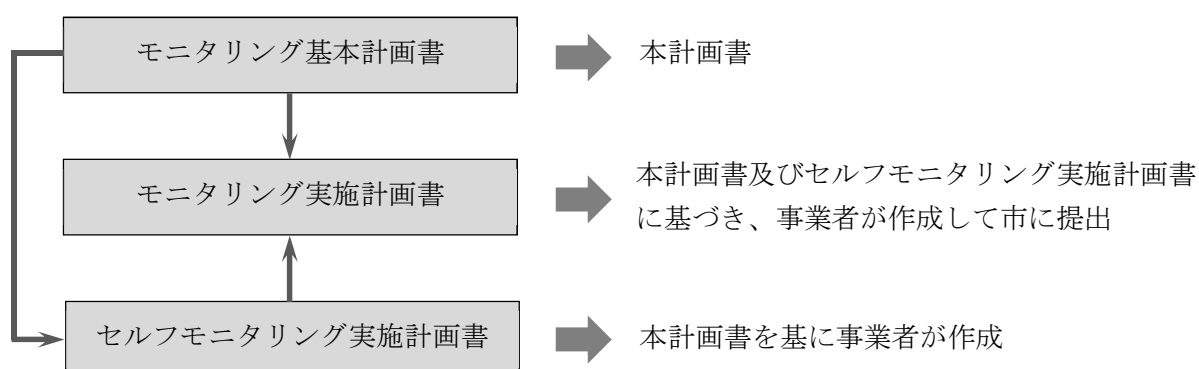 モニタリング基本計画書
本計画書
モニタリング実施計画書
本計画書及びセルフモニタリング実施計画書
に基づき、事業者が作成して市に提出
セルフモニタリング実施計画書
本計画書を基に事業者が作成